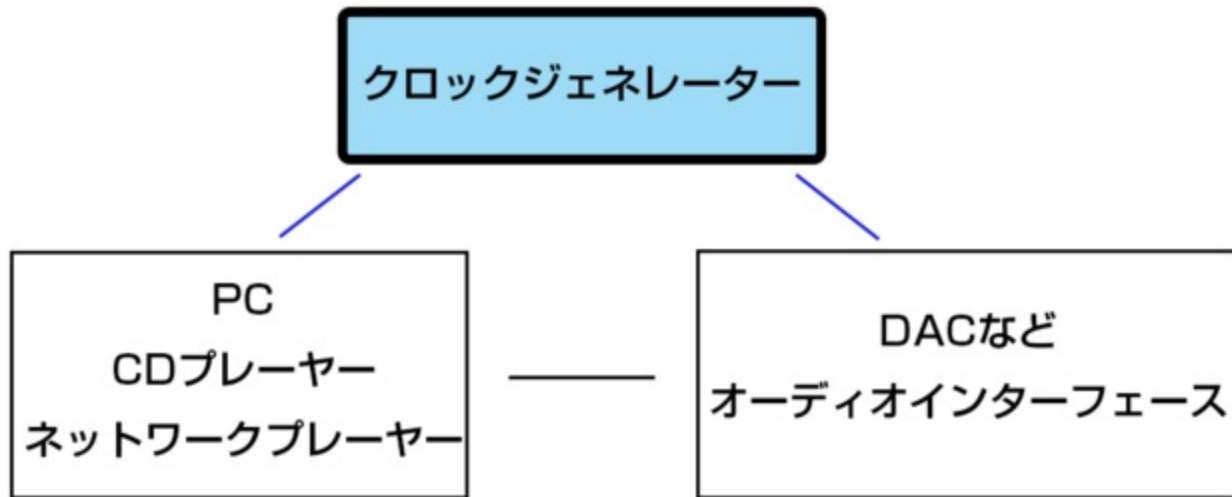 クロックジェネレーター
PC
CDプレーヤー
ネットワークプレーヤー
DACなど
オーディオインターフェース